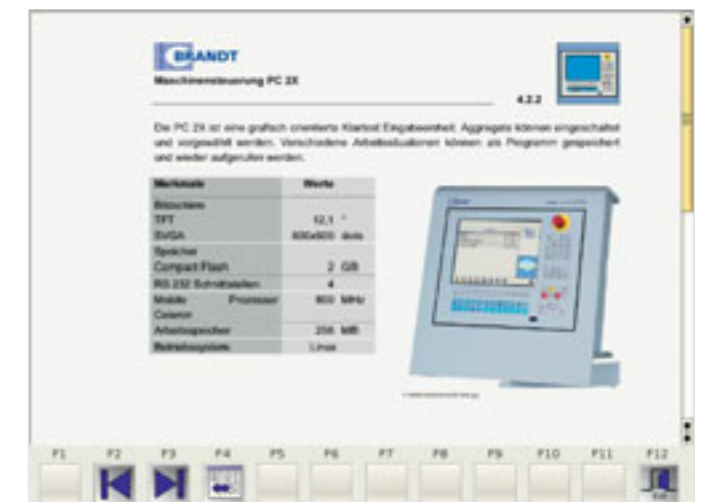 BRANDT
Maschinensteuerung PC 2X
4.2.2
Die PC 2X ist eine grafisch orientierte Klartext Eingabeeinheit. Aggregate können eingeschaltet
und vorgewählt werden. Verschiedene Arbeitssituationen können als Programm gespeichert
und wieder aufgerufen werden.
Merkmale Werte
Bildschirm
TFT 12,1 "
SVGA 800x600 dots
Speicher
Compact Flash 2 GB
RS 232 Schnittstellen 4
Mobile Prozessor 800 MHz
Celeron
Arbeitsspeicher 256 MB
Betriebssystem Linux
F1 F2 F3 F4 F5 F6 F7 F8 F9 F10 F11 F12